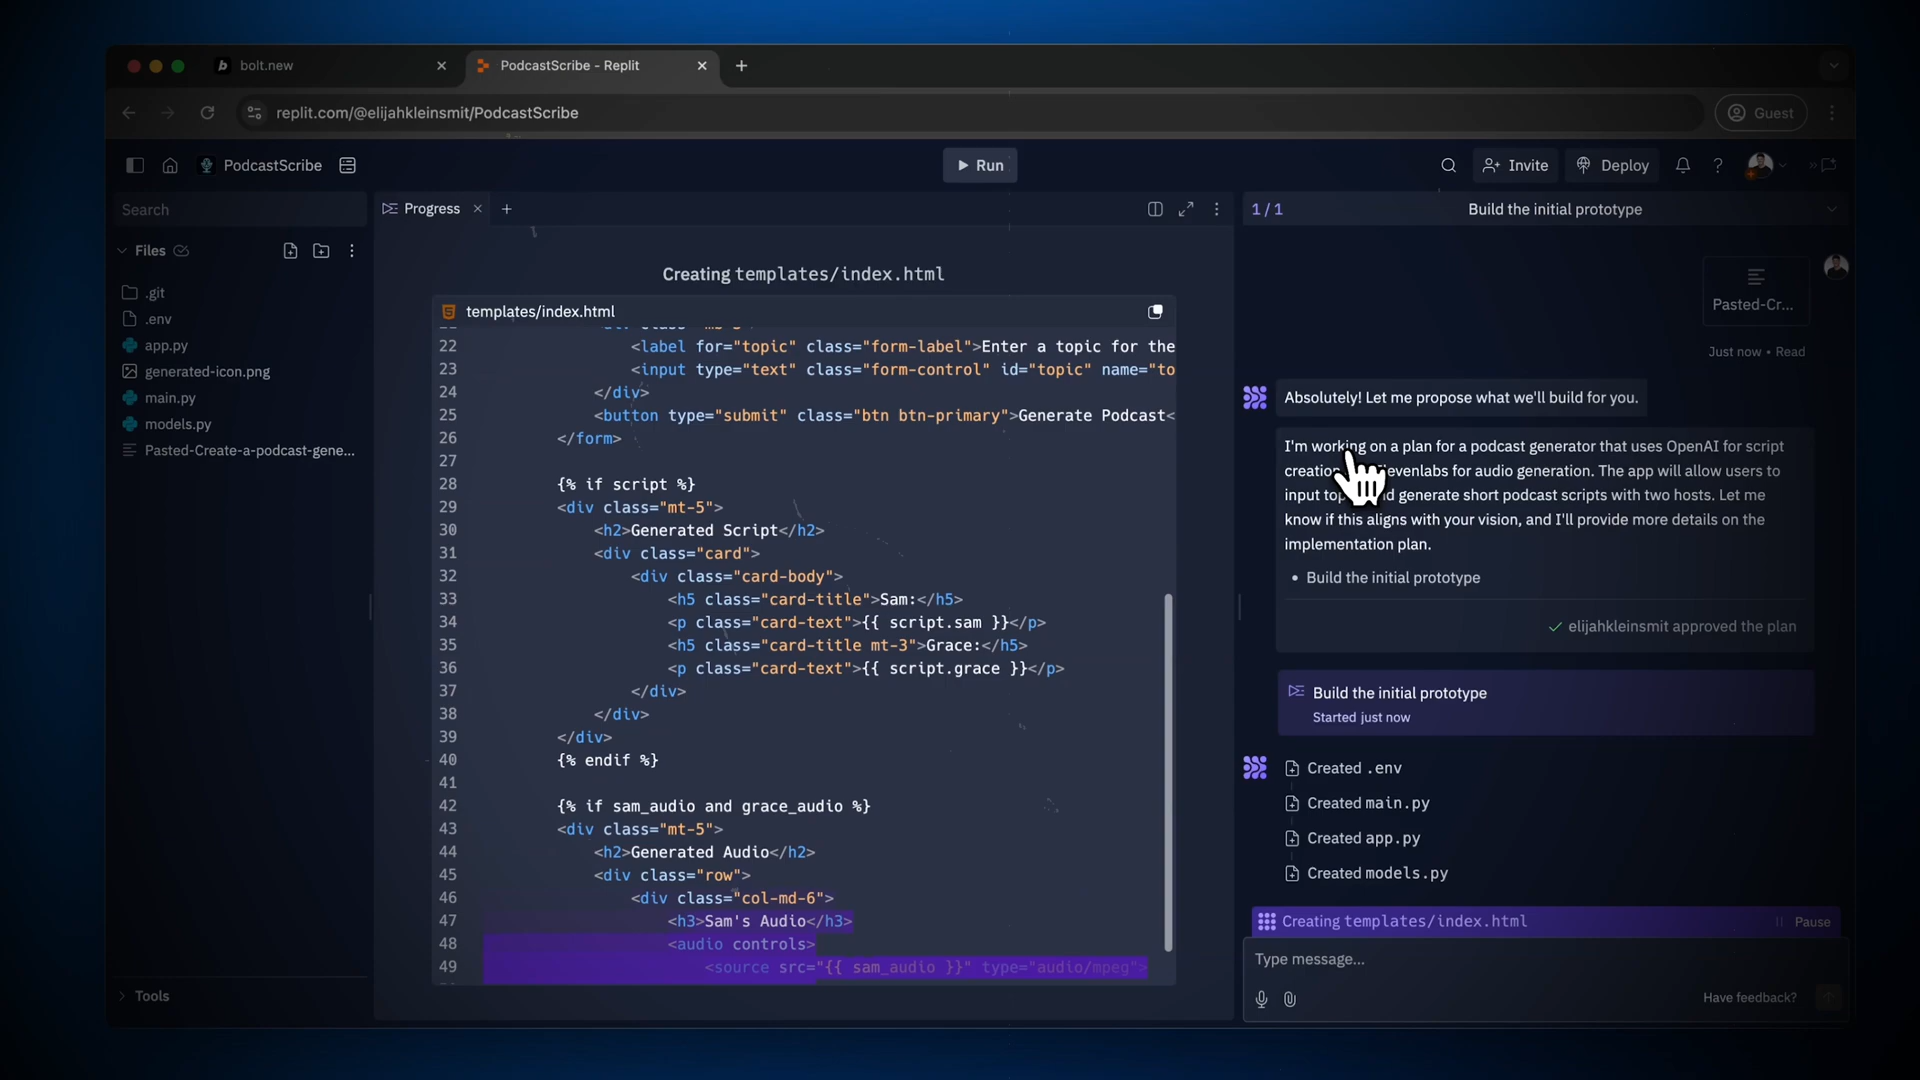 bolt.new
PodcastScribe - Replit
replit.com/@elijahkleinsmit/PodcastScribe
Guest
PodcastScribe
Run
Invite
Deploy
Search
Progress
1 / 1
Build the initial prototype
Files
.git
.env
app.py
generated-icon.png
main.py
models.py
Pasted-Create-a-podcast-gene...
Tools
Creating templates/index.html
templates/index.html
22 <label for="topic" class="form-label">Enter a topic for the
23 <input type="text" class="form-control" id="topic" name="to
24 </div>
25 <button type="submit" class="btn btn-primary">Generate Podcast<
26 </form>
27
28 {% if script %}
29 <div class="mt-5">
30 <h2>Generated Script</h2>
31 <div class="card">
32 <div class="card-body">
33 <h5 class="card-title">Sam:</h5>
34 <p class="card-text">{{ script.sam }}</p>
35 <h5 class="card-title mt-3">Grace:</h5>
36 <p class="card-text">{{ script.grace }}</p>
37 </div>
38 </div>
39 </div>
40 {% endif %}
41
42 {% if sam_audio and grace_audio %}
43 <div class="mt-5">
44 <h2>Generated Audio</h2>
45 <div class="row">
46 <div class="col-md-6">
47 <h3>Sam's Audio</h3>
48 <audio controls>
49 <source src="{{ sam_audio }}" type="audio/mpeg">
Pasted-Cr...
Just now • Read
Absolutely! Let me propose what we'll build for you.
I'm working on a plan for a podcast generator that uses OpenAI for script
creation levenlabs for audio generation. The app will allow users to
input generate short podcast scripts with two hosts. Let me
know if this aligns with your vision, and I'll provide more details on the
implementation plan.
• Build the initial prototype
elijahkleinsmit approved the plan
Build the initial prototype
Started just now
Created .env
Created main.py
Created app.py
Created models.py
Creating templates/index.html
Pause
Type message...
Have feedback?